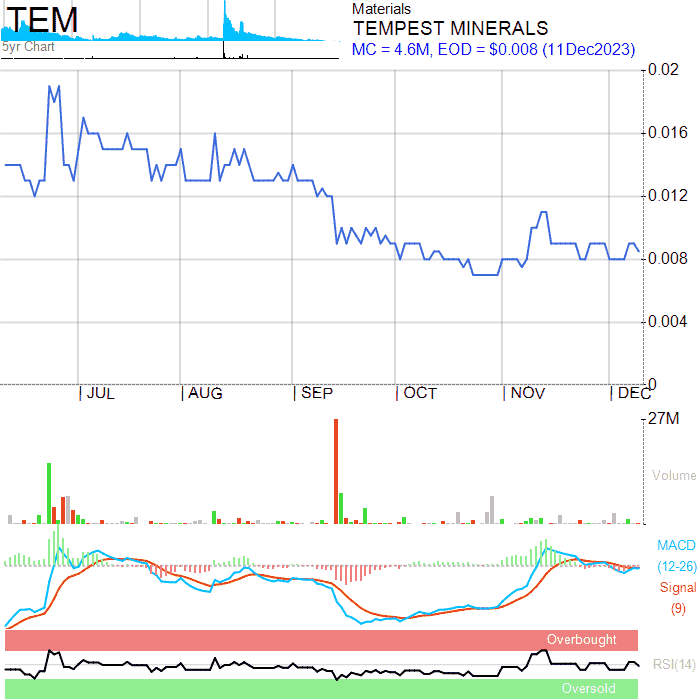 TEM
5yr Chart
Materials
TEMPEST MINERALS
MC = 4.6M, EOD = $0.008 (11Dec2023)
0.02
0.016
0.012
0.008
0.004
0
| JUL | AUG | SEP | OCT | NOV | DEC
27M
Volume
MACD
(12-26)
Signal
(9)
Overbought
RSI(14)
Oversold